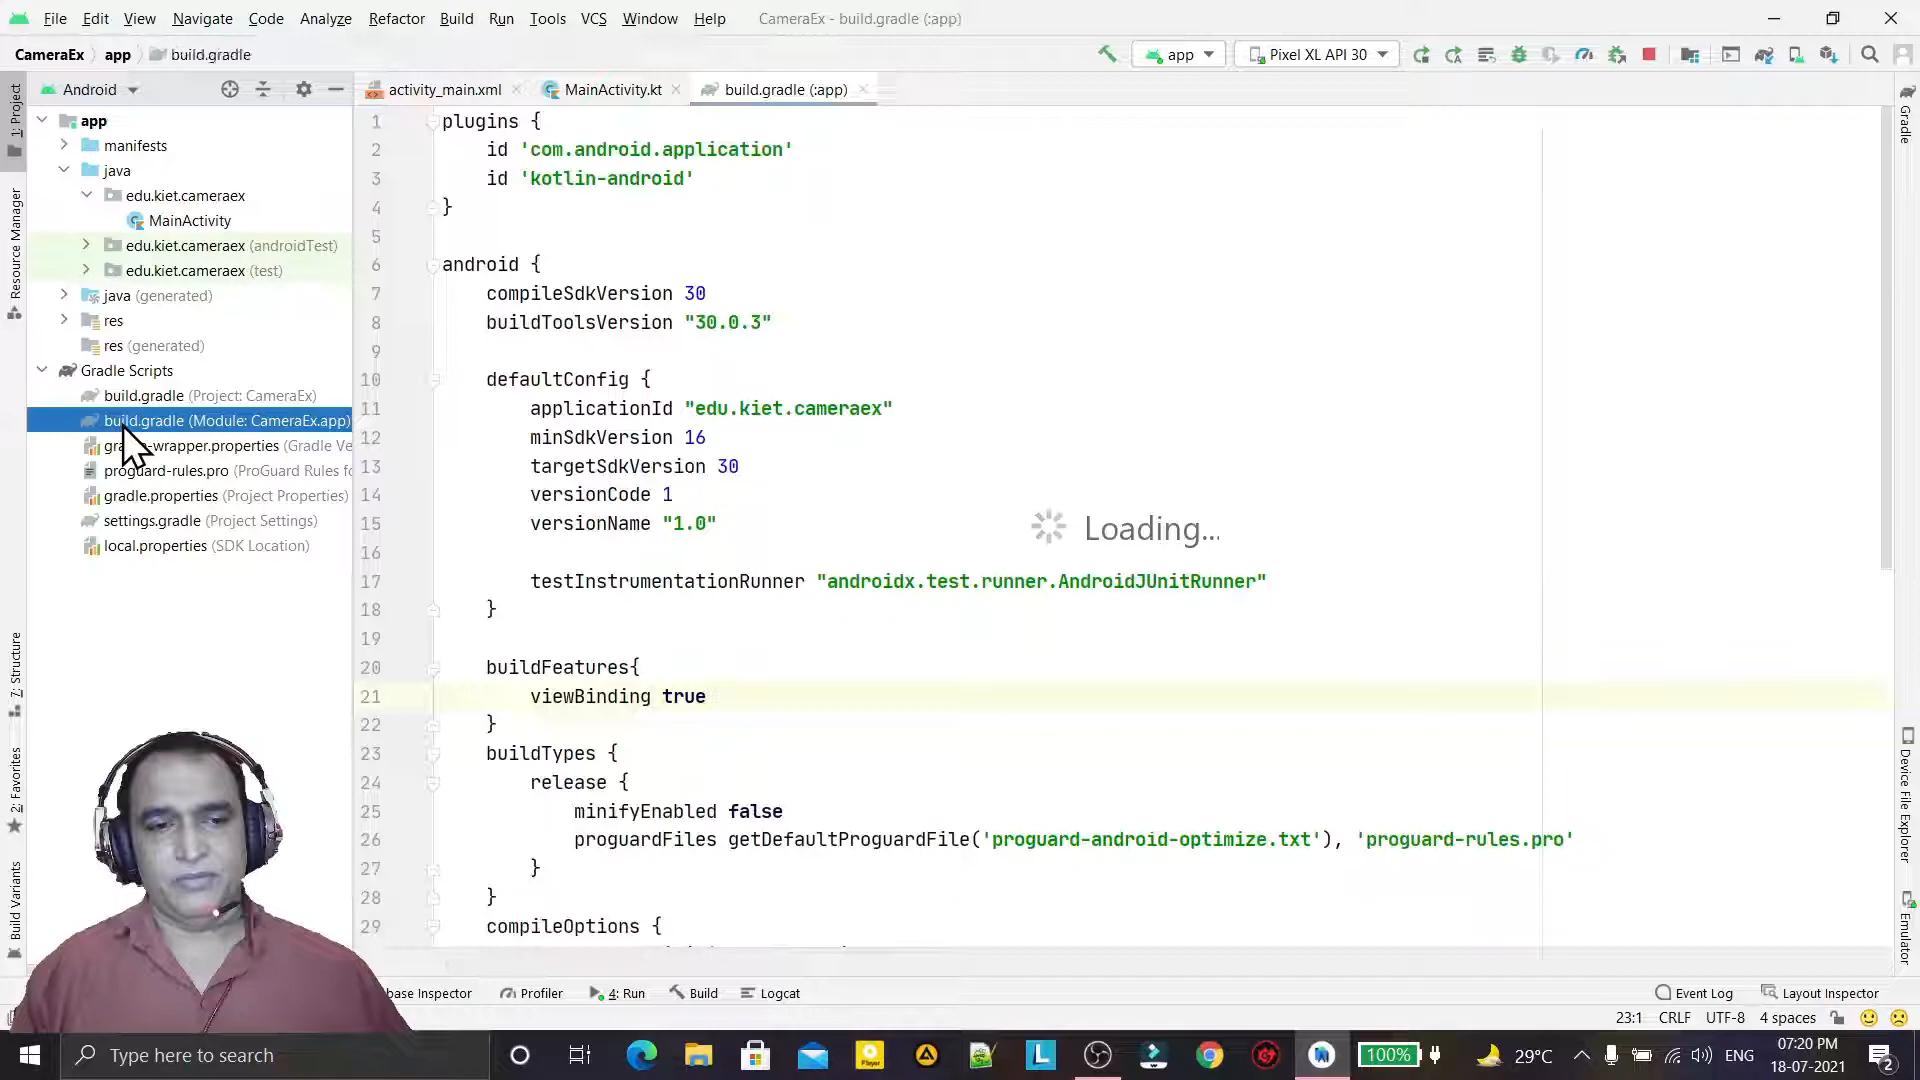 File Edit View Navigate Code Analyze Refactor Build Run Tools VCS Window Help CameraEx - build.gradle (:app)
CameraEx app build.gradle
app Pixel XL API 30
Android
activity_main.xml MainActivity.kt build.gradle (:app)
1: Project
Resource Manager
7: Structure
2: Favorites
Build Variants
app
manifests
java
edu.kiet.cameraex
MainActivity
edu.kiet.cameraex (androidTest)
edu.kiet.cameraex (test)
java (generated)
res
res (generated)
Gradle Scripts
build.gradle (Project: CameraEx)
build.gradle (Module: CameraEx.app)
-wrapper.properties (Gradle Ve
proguard-rules.pro (ProGuard Rules fo
gradle.properties (Project Properties)
settings.gradle (Project Settings)
local.properties (SDK Location)
1 plugins {
2 id 'com.android.application'
3 id 'kotlin-android'
4 }
5
6 android {
7 compileSdkVersion 30
8 buildToolsVersion "30.0.3"
9
10 defaultConfig {
11 applicationId "edu.kiet.cameraex"
12 minSdkVersion 16
13 targetSdkVersion 30
14 versionCode 1
15 versionName "1.0"
16
17 testInstrumentationRunner "androidx.test.runner.AndroidJUnitRunner"
18 }
19
20 buildFeatures{
21 viewBinding true
22 }
23 buildTypes {
24 release {
25 minifyEnabled false
26 proguardFiles getDefaultProguardFile('proguard-android-optimize.txt'), 'proguard-rules.pro'
27 }
28 }
29 compileOptions {
Loading...
Gradle
Device File Explorer
Emulator
base Inspector Profiler 4: Run Build Logcat Event Log Layout Inspector
23:1 CRLF UTF-8 4 spaces
Type here to search
Player
L
100% 29°C ENG 07:20 PM
18-07-2021
2